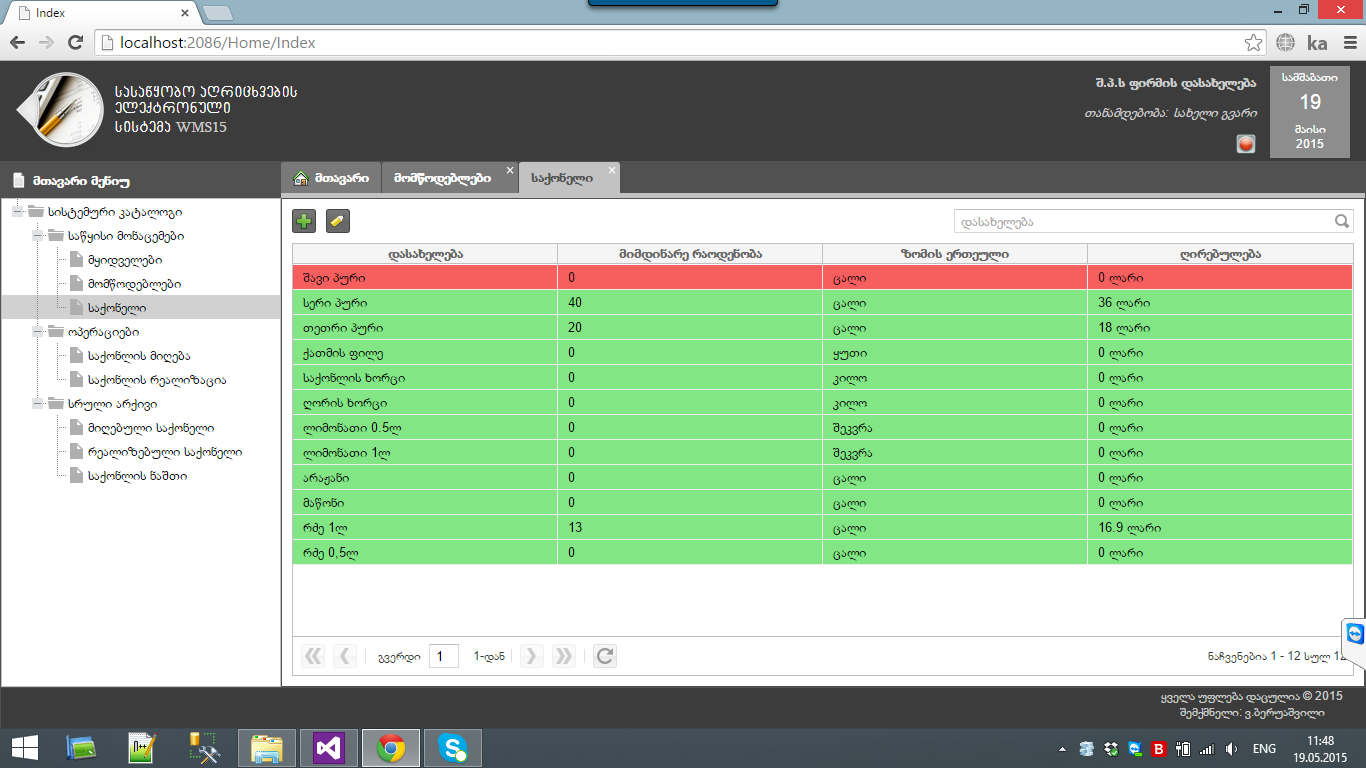 Index
localhost:2086/Home/Index
ka
სასაწყობო აღრიცხვების
ელექტრონული
სისტემა WMS15
შ.პ.ს ფირმის დასახელება
თანამდებობა: სახელი გვარი
სამშაბათი
19
მაისი
2015
მთავარი მენიუ
მთავარი
მომწოდებლები
საქონელი
სისტემური კატალოგი
საწყისი მონაცემები
მყიდველები
მომწოდებლები
საქონელი
ოპერაციები
საქონლის მიღება
საქონლის რეალიზაცია
სრული არქივი
მიღებული საქონელი
რეალიზებული საქონელი
საქონლის ნაშთი
დასახელება
დასახელება მიმდინარე რაოდენობა ზომის ერთეული ღირებულება
შავი პური 0 ცალი 0 ლარი
სერი პური 40 ცალი 36 ლარი
თეთრი პური 20 ცალი 18 ლარი
ქათმის ფილე 0 ყუთი 0 ლარი
საქონლის ხორცი 0 კილო 0 ლარი
ღორის ხორცი 0 კილო 0 ლარი
ლიმონათი 0.5ლ 0 შეკვრა 0 ლარი
ლიმონათი 1ლ 0 შეკვრა 0 ლარი
არაჟანი 0 ცალი 0 ლარი
მაწონი 0 ცალი 0 ლარი
რძე 1ლ 13 ცალი 16.9 ლარი
რძე 0,5ლ 0 ცალი 0 ლარი
გვერდი 1 1-დან
ნაჩვენებია 1 - 12 სულ 12
ყველა უფლება დაცულია © 2015
შემქმნელი: ვ.ბერუაშვილი
ENG
11:48
19.05.2015